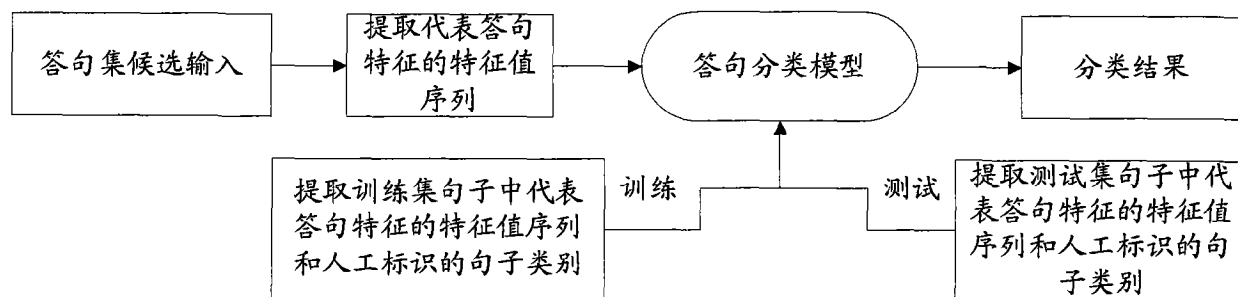 答句集候选输入
提取代表答句
特征的特征值
序列
答句分类模型
分类结果
提取训练集句子中代表
答句特征的特征值序列
和人工标识的句子类别
训练
测试
提取测试集句子中代
表答句特征的特征值
序列和人工标识的句
子类别